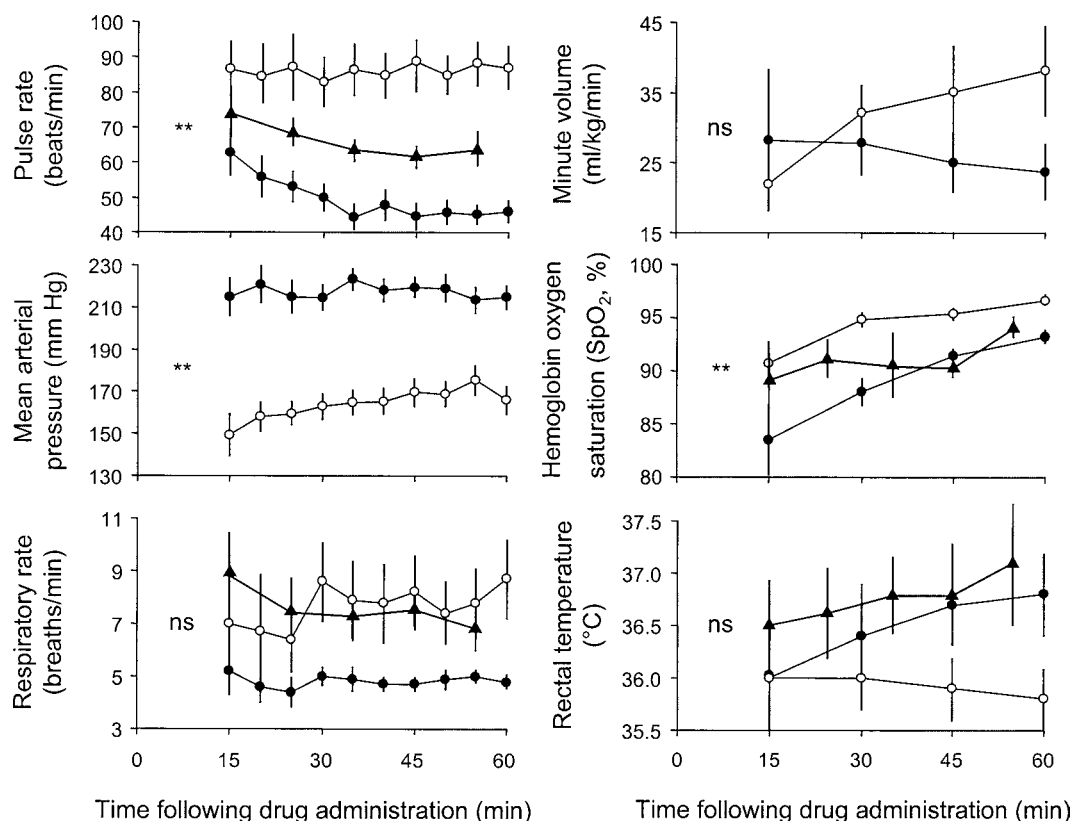 Pulse rate
(beats/min)
100
90
80
70
60
50
40
**
Minute volume
(ml/kg/min)
45
35
25
15
ns
Mean arterial
pressure (mm Hg)
230
210
190
170
150
130
**
Hemoglobin oxygen
saturation (SpO2, %)
100
95
90
85
80
**
Respiratory rate
(breaths/min)
11
9
7
5
3
ns
0 15 30 45 60
Time following drug administration (min)
Rectal temperature
(°C)
37.5
37.0
36.5
36.0
35.5
ns
0 15 30 45 60
Time following drug administration (min)